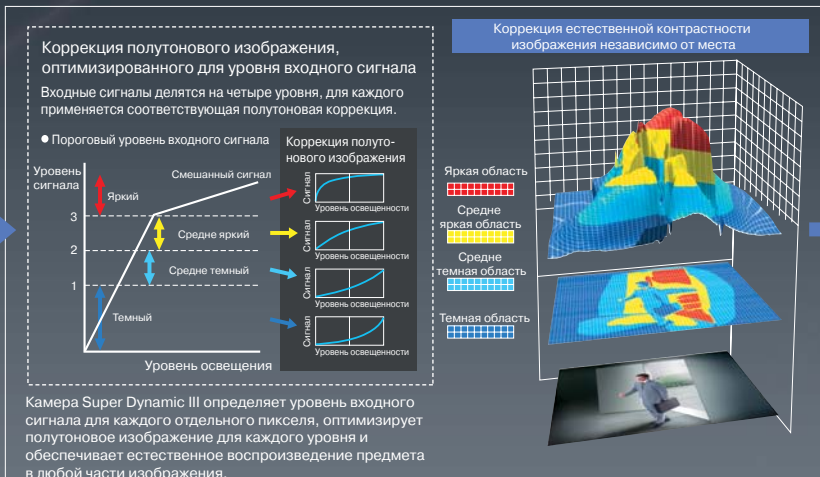 Коррекция полутонового изображения,
оптимизированного для уровня входного сигнала
Входные сигналы делятся на четыре уровня, для каждого
применяется соответствующая полутоновая коррекция.
● Пороговый уровень входного сигнала
Уровень
сигнала
3
2
1
Яркий
Смешанный сигнал
Средне яркий
Средне темный
Темный
Уровень освещения
Коррекция полуто-
нового изображения
Сигнал
Уровень освещенности
Сигнал
Уровень освещенности
Сигнал
Уровень освещенности
Сигнал
Уровень освещенности
Камера Super Dynamic III определяет уровень входного
сигнала для каждого отдельного пикселя, оптимизирует
полутоновое изображение для каждого уровня и
обеспечивает естественное воспроизведение предмета
в любой части изображения.
Коррекция естественной контрастности
изображения независимо от места
Яркая область
Средне
яркая область
Средне
темная область
Темная область